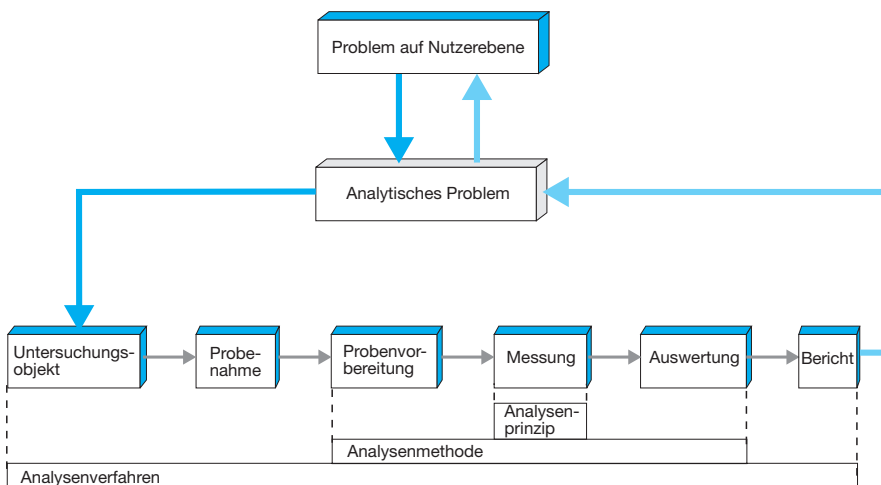 Problem auf Nutzerebene
Analytisches Problem
Untersuchungs-
objekt
Probe-
nahme
Probenvor-
bereitung
Messung
Auswertung
Bericht
Analysen-
prinzip
Analysenmethode
Analysenverfahren